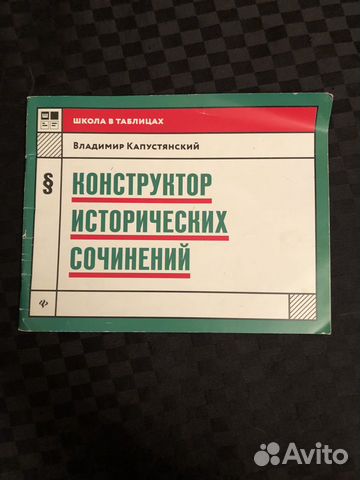 ШКОЛА В ТАБЛИЦАХ
ВЛАДИМИР КАПУСТЯНСКИЙ
§
КОНСТРУКТОР
ИСТОРИЧЕСКИХ
СОЧИНЕНИЙ
Avito